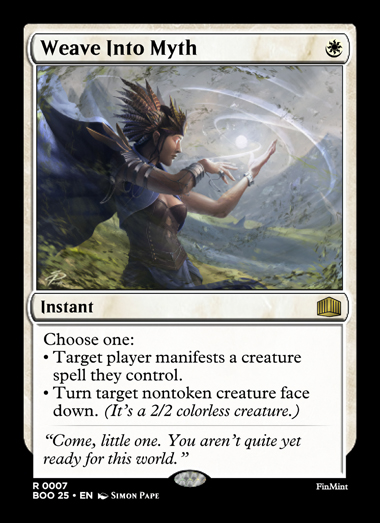 Weave Into Myth
Instant
Choose one:
• Target player manifests a creature
spell they control.
• Turn target nontoken creature face
down. (It's a 2/2 colorless creature.)
“Come, little one. You aren't quite yet
ready for this world.”
R 0007
BOO 25 • EN Simon Pape
FinMint